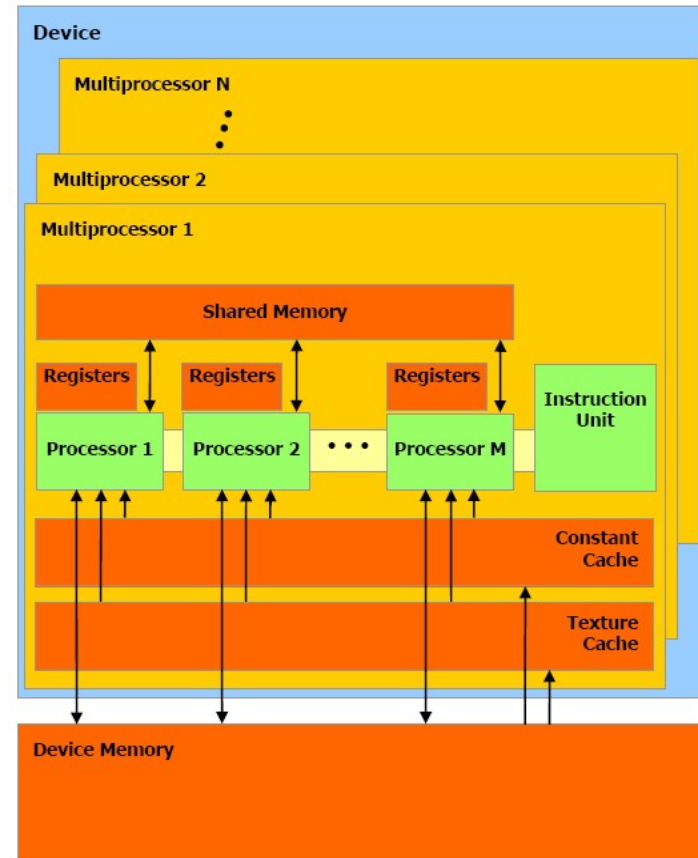 Device
Multiprocessor N
Multiprocessor 2
Multiprocessor 1
Shared Memory
Registers
Registers
Registers
Instruction
Unit
Processor 1
Processor 2
Processor M
Constant
Cache
Texture
Cache
Device Memory